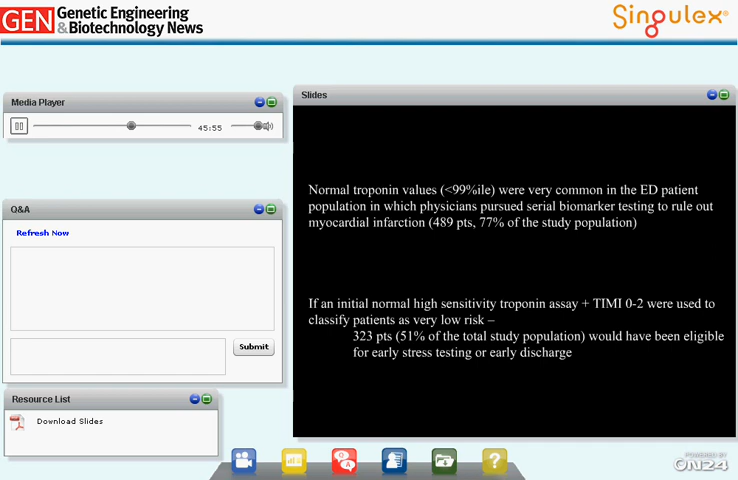 GEN Genetic Engineering
& Biotechnology News
Singulex®
Media Player
45:55
Q&A
Refresh Now
Submit
Resource List
Download Slides
Slides
Normal troponin values (<99%ile) were very common in the ED patient
population in which physicians pursued serial biomarker testing to rule out
myocardial infarction (489 pts, 77% of the study population)
If an initial normal high sensitivity troponin assay + TIMI 0-2 were used to
classify patients as very low risk –
323 pts (51% of the total study population) would have been eligible
for early stress testing or early discharge
Q
A
?
POWERED BY
ON24